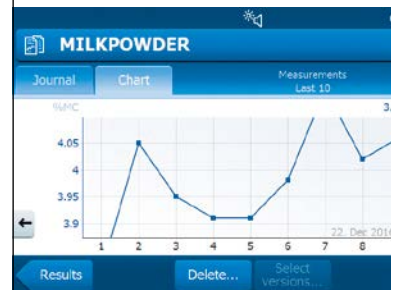 MILKPOWDER
Journal
Chart
Measurements
Last 10
%MC
3.
4.05
4
3.95
3.9
22. Dec 201
1 2 3 4 5 6 7 8
Results
Delete...
Select
versions...